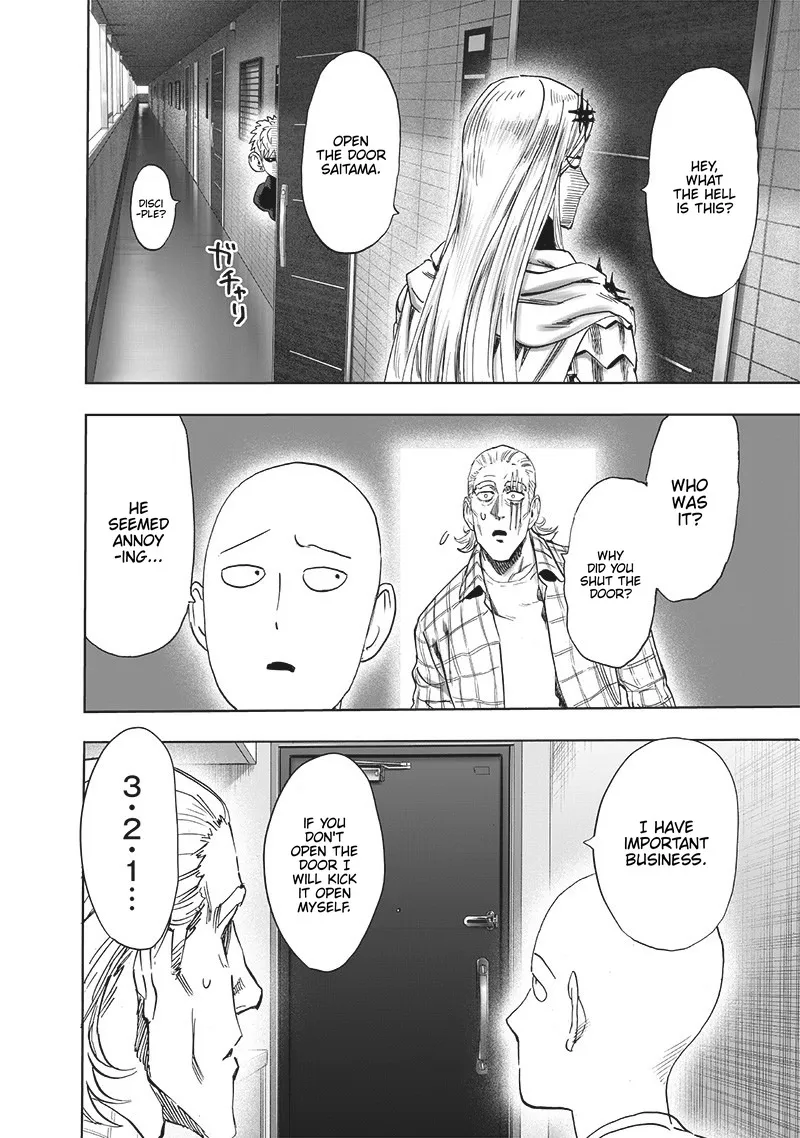 HEY,
WHAT
THE HELL
IS THIS?
OPEN
THE DOOR
SAITAMA.
ガチャリ
DISCI
-PLE?
WHO
WAS
IT?
WHY
DID YOU
SHUT THE
DOOR?
HE
SEEMED
ANNOY
-ING...
I HAVE
IMPORTANT
BUSINESS.
IF YOU
DON'T
OPEN THE
DOOR I
WILL KICK
IT OPEN
MYSELF.
3・2・1…